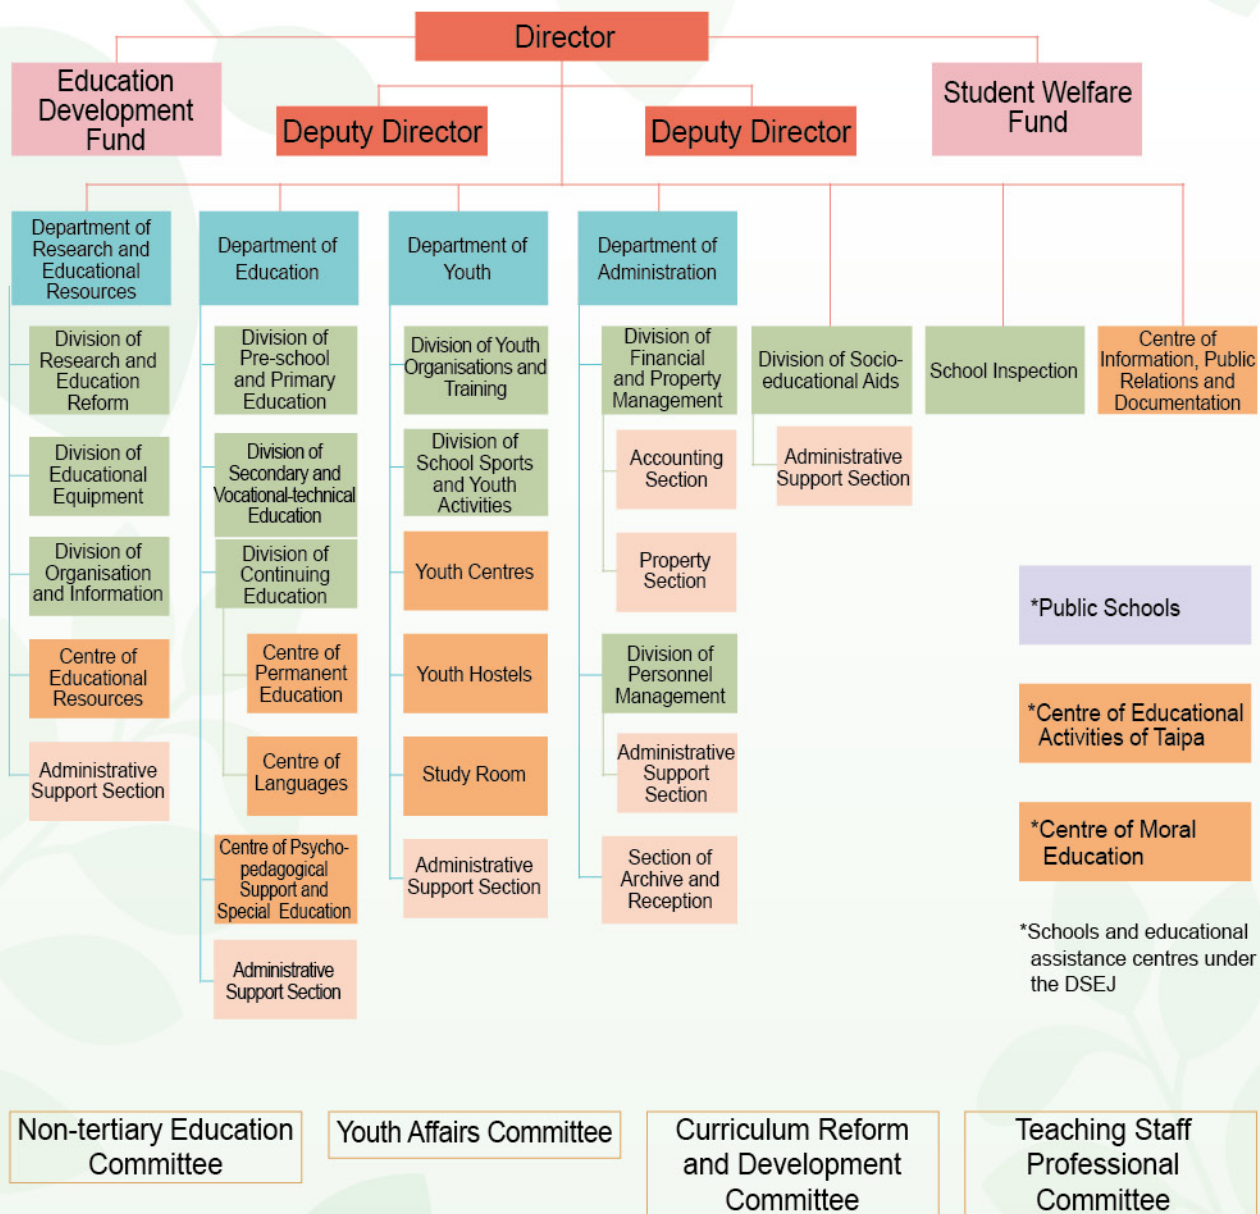 Director
Education
Development
Fund
Student Welfare
Fund
Deputy Director
Deputy Director
Department of
Research and
Educational
Resources
Division of
Research and
Education
Reform
Division of
Educational
Equipment
Division of
Organisation
and Information
Centre of
Educational
Resources
Administrative
Support Section
Department of
Education
Division of
Pre-school
and Primary
Education
Division of
Secondary and
Vocational-technical
Education
Division of
Continuing
Education
Centre of
Permanent
Education
Centre of
Languages
Centre of Psycho-
pedagogical
Support and
Special Education
Administrative
Support Section
Department of
Youth
Division of Youth
Organisations and
Training
Division of
School Sports
and Youth
Activities
Youth Centres
Youth Hostels
Study Room
Administrative
Support Section
Department of
Administration
Division of
Financial
and Property
Management
Accounting
Section
Property
Section
Division of
Personnel
Management
Administrative
Support
Section
Section of
Archive and
Reception
Division of Socio-
educational Aids
Administrative
Support Section
School Inspection
Centre of
Information, Public
Relations and
Documentation
*Public Schools
*Centre of Educational
Activities of Taipa
*Centre of Moral
Education
*Schools and educational
assistance centres under
the DSEJ
Non-tertiary Education
Committee
Youth Affairs Committee
Curriculum Reform
and Development
Committee
Teaching Staff
Professional
Committee